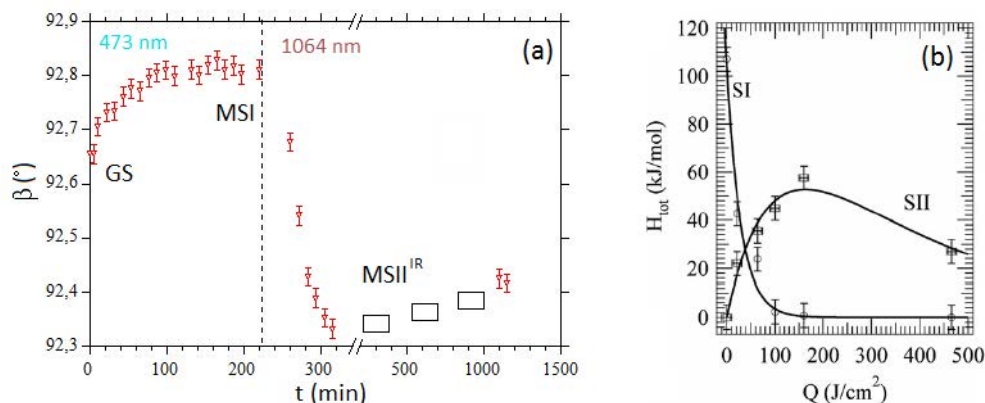 92,9
92,8
92,7
92,6
92,5
92,4
92,3
β (°)
473 nm
1064 nm
(a)
MSI
GS
MSII^IR
0 100 200 300 500 1000 1500
t (min)
120
100
80
60
40
20
0
H_tot (kJ/mol)
(b)
SI
SII
0 100 200 300 400 500
Q (J/cm²)